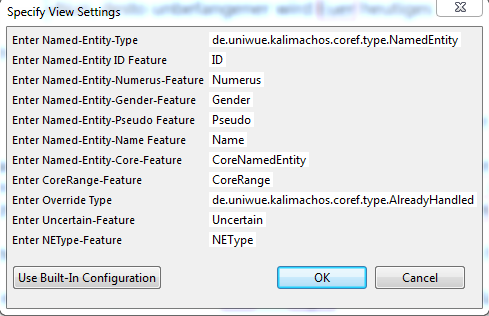 Specify View Settings
Enter Named-Entity-Type de.uniwue.kalimachos.coref.type.NamedEntity
Enter Named-Entity ID Feature ID
Enter Named-Entity-Numerus-Feature Numerus
Enter Named-Entity-Gender-Feature Gender
Enter Named-Entity-Pseudo Feature Pseudo
Enter Named-Entity-Name Feature Name
Enter Named-Entity-Core-Feature CoreNamedEntity
Enter CoreRange-Feature CoreRange
Enter Override Type de.uniwue.kalimachos.coref.type.AlreadyHandled
Enter Uncertain-Feature Uncertain
Enter NEType-Feature NEType
Use Built-In Configuration OK Cancel